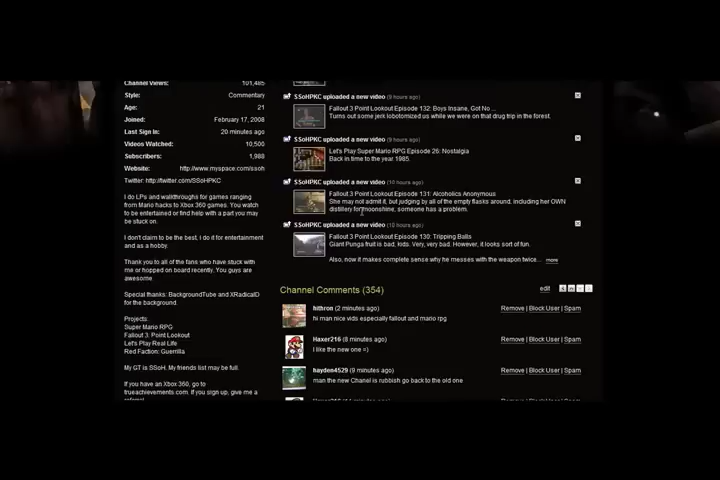 Channel Views: 101,485
Style: Commentary
Age: 21
Joined: February 17, 2008
Last Sign In: 20 minutes ago
Videos Watched: 10,500
Subscribers: 1,988
Website: http://www.myspace.com/ssoh
Twitter: http://twitter.com/SSoHPKC
I do LPs and walkthroughs for games ranging
from Mario hacks to Xbox 360 games. You watch
to be entertained or find help with a part you may
be stuck on.
I don't claim to be the best, I do it for entertainment
and as a hobby.
Thank you to all of the fans who have stuck with
me or hopped on board recently. You guys are
awesome.
Special thanks: BackgroundTube and XRadicalD
for the background.
Projects:
Super Mario RPG
Fallout 3: Point Lookout
Let's Play Real Life
Red Faction: Guerrilla
My GT is SSoH. My friends list may be full.
If you have an Xbox 360, go to
trueachievements.com. If you sign up, give me a
SSoHPKC uploaded a new video (9 hours ago)
Fallout 3 Point Lookout Episode 132: Boys Insane, Got No ...
Turns out some jerk lobotomized us while we were on that drug trip in the forest.
SSoHPKC uploaded a new video (9 hours ago)
Let's Play Super Mario RPG Episode 26: Nostalgia
Back in time to the year 1985.
SSoHPKC uploaded a new video (10 hours ago)
Fallout 3 Point Lookout Episode 131: Alcoholics Anonymous
She may not admit it, but judging by all of the empty flasks around, including her OWN
distillery for moonshine, someone has a problem.
SSoHPKC uploaded a new video (10 hours ago)
Fallout 3 Point Lookout Episode 130: Tripping Balls
Giant Punga fruit is bad, kids. Very, very bad. However, it looks sort of fun.
Also, now it makes complete sense why he messes with the weapon twice... more
Channel Comments (354) edit
hithron (2 minutes ago) Remove | Block User | Spam
hi man nice vids especially fallout and mario rpg
Haxer216 (8 minutes ago) Remove | Block User | Spam
I like the new one =)
hayden4529 (9 minutes ago) Remove | Block User | Spam
man the new Chanel is rubbish go back to the old one